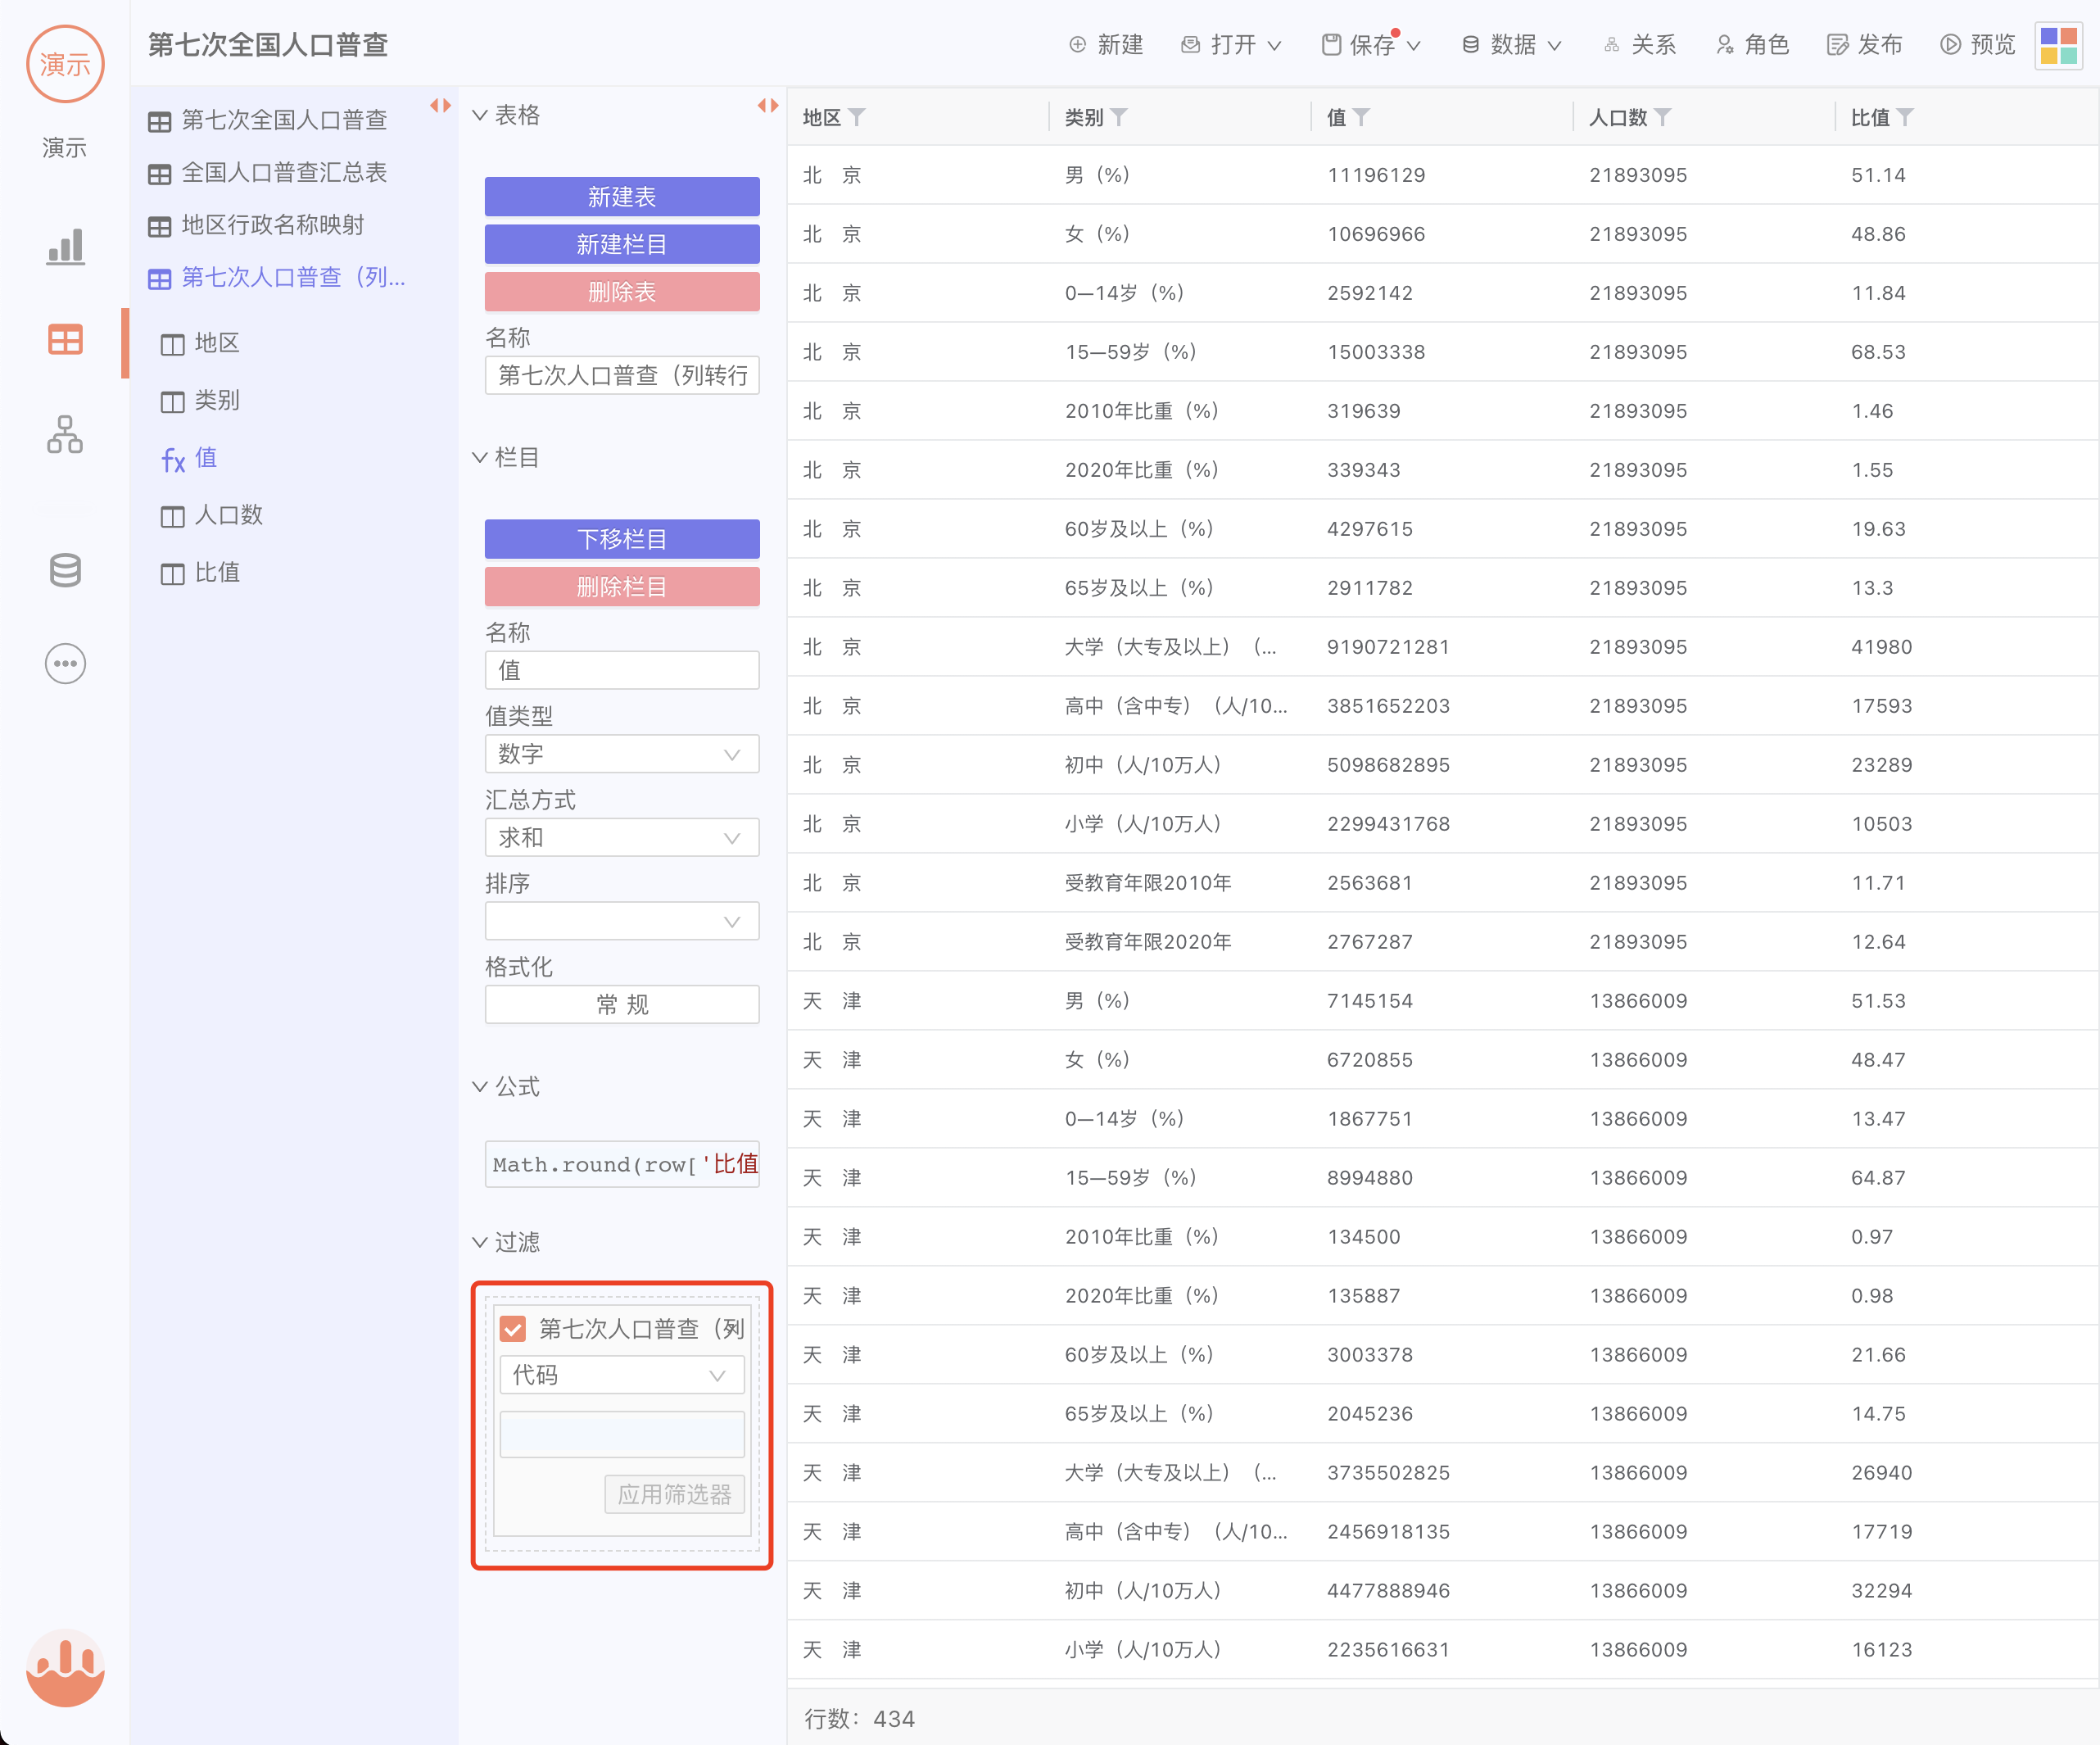 演示
演示
第七次全国人口普查
新建
打开
保存
数据
关系
角色
发布
预览
第七次全国人口普查
全国人口普查汇总表
地区行政名称映射
第七次人口普查（列...
地区
类别
fx 值
人口数
比值
表格
新建表
新建栏目
删除表
名称
第七次人口普查（列转行
栏目
下移栏目
删除栏目
名称
值
值类型
数字
汇总方式
求和
排序
格式化
常 规
公式
Math.round(row['比值
过滤
第七次人口普查（列
代码
应用筛选器
地区 类别 值 人口数 比值
北 京 男（%） 11196129 21893095 51.14
北 京 女（%） 10696966 21893095 48.86
北 京 0—14岁（%） 2592142 21893095 11.84
北 京 15—59岁（%） 15003338 21893095 68.53
北 京 2010年比重（%） 319639 21893095 1.46
北 京 2020年比重（%） 339343 21893095 1.55
北 京 60岁及以上（%） 4297615 21893095 19.63
北 京 65岁及以上（%） 2911782 21893095 13.3
北 京 大学（大专及以上）（... 9190721281 21893095 41980
北 京 高中（含中专）（人/10... 3851652203 21893095 17593
北 京 初中（人/10万人） 5098682895 21893095 23289
北 京 小学（人/10万人） 2299431768 21893095 10503
北 京 受教育年限2010年 2563681 21893095 11.71
北 京 受教育年限2020年 2767287 21893095 12.64
天 津 男（%） 7145154 13866009 51.53
天 津 女（%） 6720855 13866009 48.47
天 津 0—14岁（%） 1867751 13866009 13.47
天 津 15—59岁（%） 8994880 13866009 64.87
天 津 2010年比重（%） 134500 13866009 0.97
天 津 2020年比重（%） 135887 13866009 0.98
天 津 60岁及以上（%） 3003378 13866009 21.66
天 津 65岁及以上（%） 2045236 13866009 14.75
天 津 大学（大专及以上）（... 3735502825 13866009 26940
天 津 高中（含中专）（人/10... 2456918135 13866009 17719
天 津 初中（人/10万人） 4477888946 13866009 32294
天 津 小学（人/10万人） 2235616631 13866009 16123
行数：434